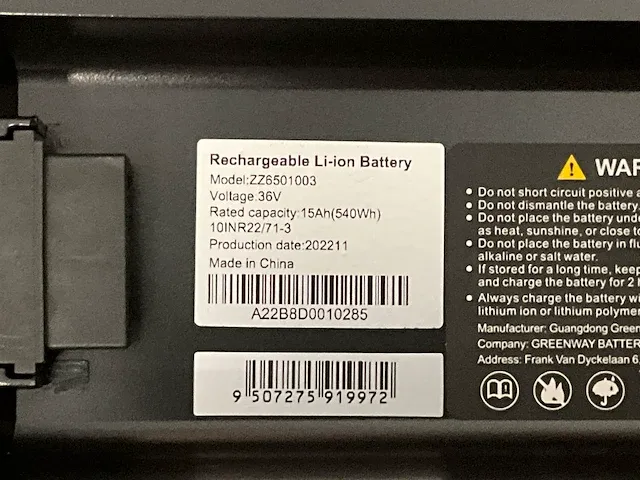 Rechargeable Li-ion Battery
Model:ZZ6501003
Voltage:36V
Rated capacity:15Ah(540Wh)
10INR22/71-3
Production date:202211
Made in China
A22B8D0010285
9 507275 919972
• Do not short circuit positive
• Do not dismantle the battery.
• Do not place the battery
as heat, sunshine, or close
• Do not place the battery in
alkaline or salt water.
• If stored for a long time,
and charge the battery for 2
• Always charge the battery
lithium ion or lithium
Manufacturer: Guangdong
Company: GREENWAY
Address: Frank Van Dyckelaan 6,